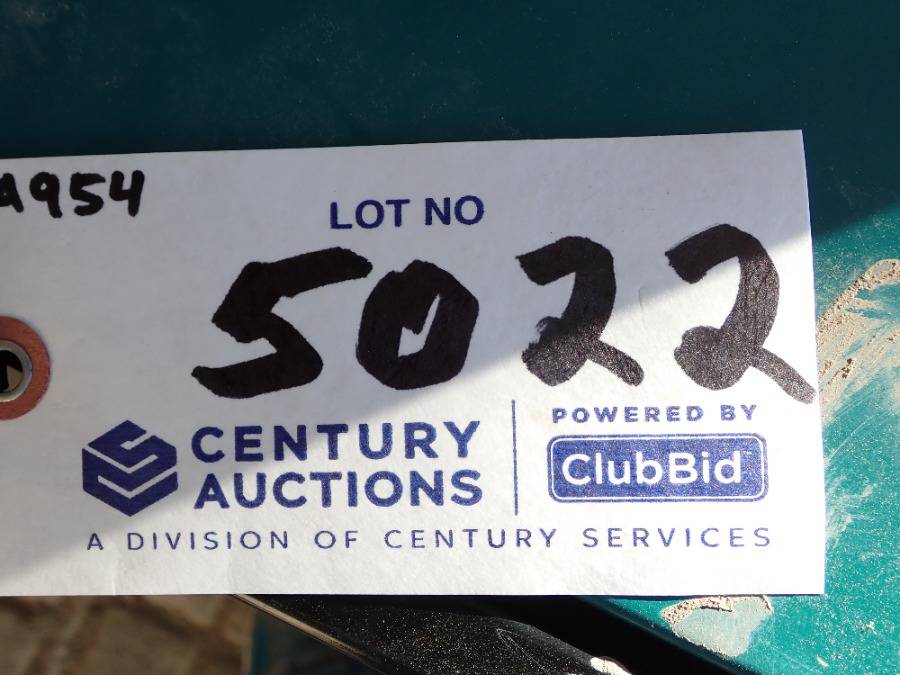 A954
LOT NO
5022
CENTURY
AUCTIONS
POWERED BY
ClubBid
A DIVISION OF CENTURY SERVICES